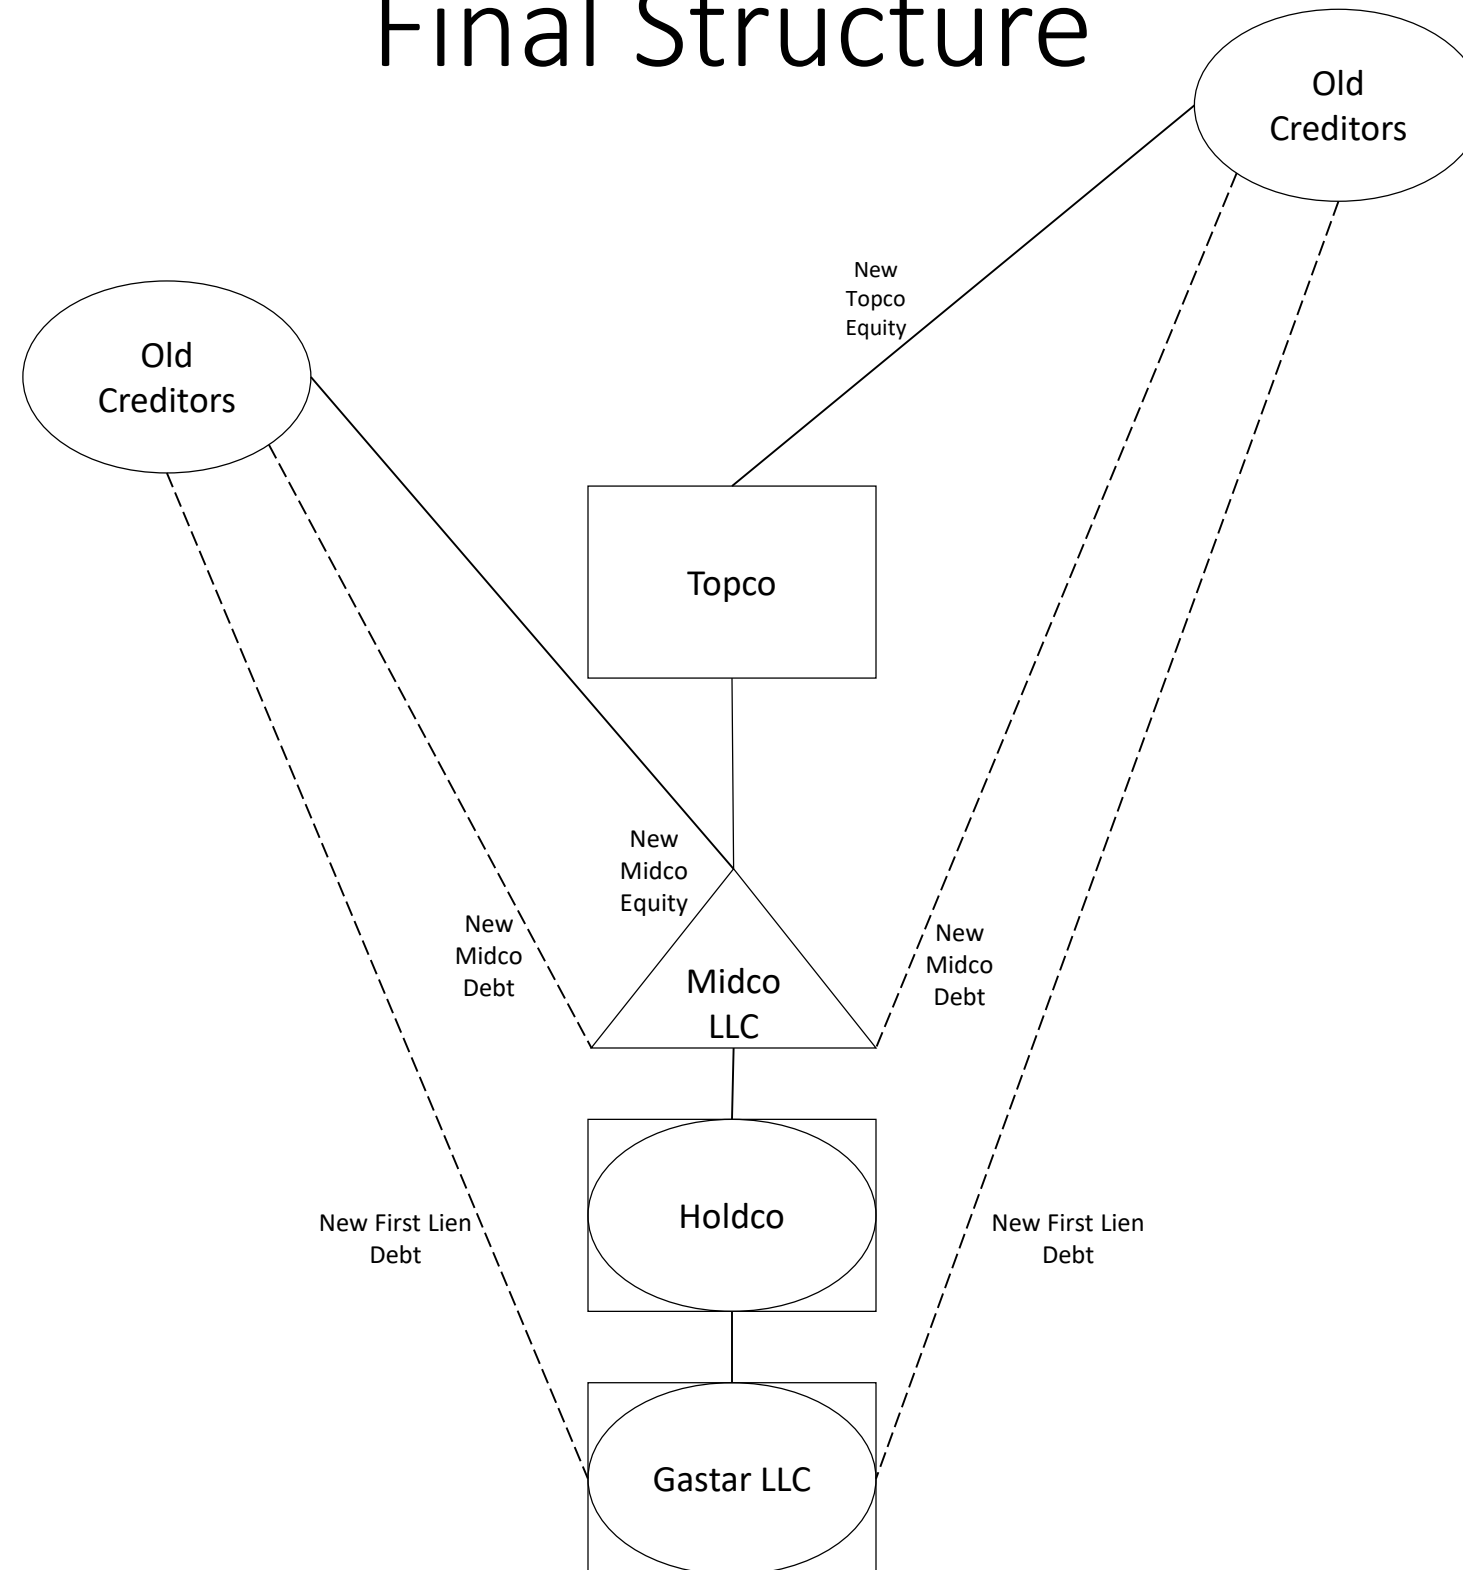 Final Structure
Old
Creditors
New
Topco
Equity
Old
Creditors
Topco
New
Midco
Equity
New
Midco
Debt
New
Midco
Debt
Midco
LLC
Holdco
New First Lien
Debt
New First Lien
Debt
Gastar LLC